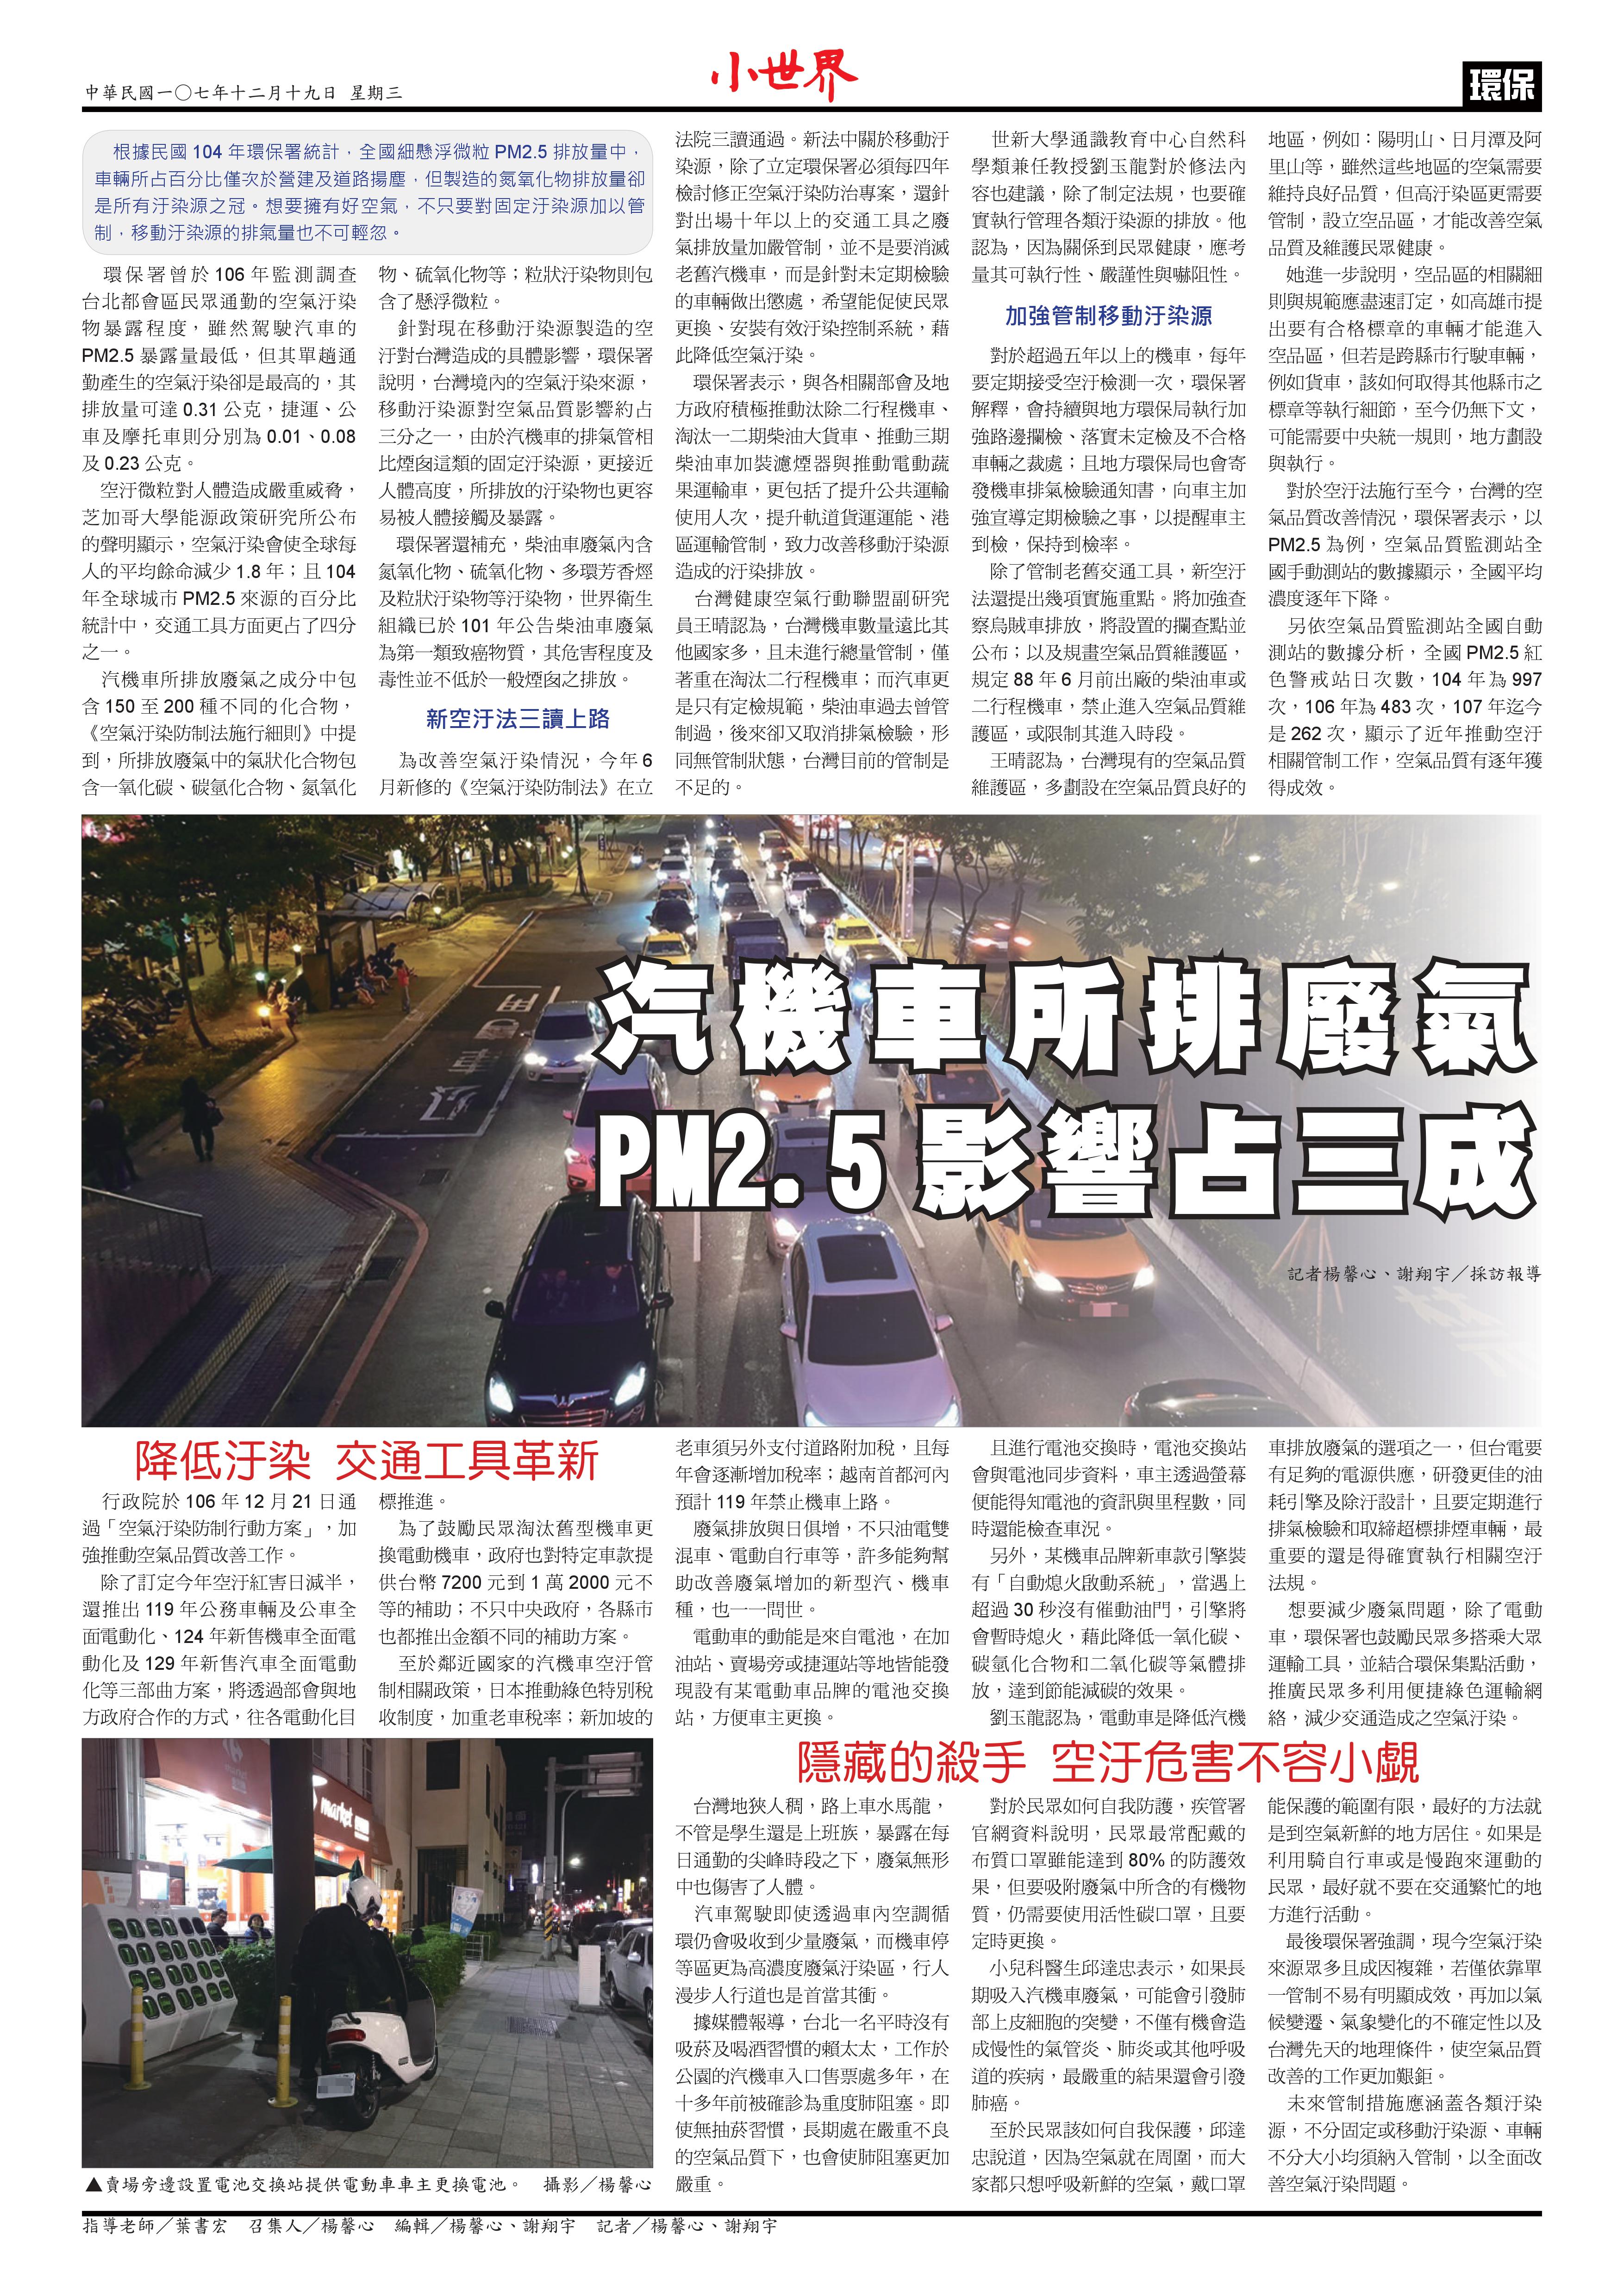 中華民國一○七年十二月十九日 星期三
小世界
環保
根據民國 104 年環保署統計，全國細懸浮微粒 PM2.5 排放量中，
車輛所占百分比僅次於營建及道路揚塵，但製造的氮氧化物排放量卻
是所有汙染源之冠。想要擁有好空氣，不只要對固定汙染源加以管
制，移動汙染源的排氣量也不可輕忽。
環保署曾於 106 年監測調查
台北都會區民眾通勤的空氣汙染
物暴露程度，雖然駕駛汽車的
PM2.5 暴露量最低，但其單趟通
勤產生的空氣汙染卻是最高的，其
排放量可達 0.31 公克，捷運、公
車及摩托車則分別為 0.01、0.08
及 0.23 公克。
空汙微粒對人體造成嚴重威脅，
芝加哥大學能源政策研究所公布
的聲明顯示，空氣汙染會使全球每
人的平均餘命減少 1.8 年；且 104
年全球城市 PM2.5 來源的百分比
統計中，交通工具方面更占了四分
之一。
汽機車所排放廢氣之成分中包
含 150 至 200 種不同的化合物，
《空氣汙染防制法施行細則》中提
到，所排放廢氣中的氣狀化合物包
含一氧化碳、碳氫化合物、氮氧化
物、硫氧化物等；粒狀汙染物則包
含了懸浮微粒。
針對現在移動汙染源製造的空
汙對台灣造成的具體影響，環保署
說明，台灣境內的空氣汙染來源，
移動汙染源對空氣品質影響約占
三分之一，由於汽機車的排氣管相
比煙囪這類的固定汙染源，更接近
人體高度，所排放的汙染物也更容
易被人體接觸及暴露。
環保署還補充，柴油車廢氣內含
氮氧化物、硫氧化物、多環芳香烴
及粒狀汙染物等汙染物，世界衛生
組織已於 101 年公告柴油車廢氣
為第一類致癌物質，其危害程度及
毒性並不低於一般煙囪之排放。
新空汙法三讀上路
為改善空氣汙染情況，今年 6
月新修的《空氣汙染防制法》在立
法院三讀通過。新法中關於移動汙
染源，除了立定環保署必須每四年
檢討修正空氣汙染防治專案，還針
對出場十年以上的交通工具之廢
氣排放量加嚴管制，並不是要消滅
老舊汽機車，而是針對未定期檢驗
的車輛做出懲處，希望能促使民眾
更換、安裝有效汙染控制系統，藉
此降低空氣汙染。
環保署表示，與各相關部會及地
方政府積極推動汰除二行程機車、
淘汰一二期柴油大貨車、推動三期
柴油車加裝濾煙器與推動電動蔬
果運輸車，更包括了提升公共運輸
使用人次，提升軌道貨運運能、港
區運輸管制，致力改善移動汙染源
造成的汙染排放。
台灣健康空氣行動聯盟副研究
員王晴認為，台灣機車數量遠比其
他國家多，且未進行總量管制，僅
著重在淘汰二行程機車；而汽車更
是只有定檢規範，柴油車過去曾管
制過，後來卻又取消排氣檢驗，形
同無管制狀態，台灣目前的管制是
不足的。
世新大學通識教育中心自然科
學類兼任教授劉玉龍對於修法內
容也建議，除了制定法規，也要確
實執行管理各類汙染源的排放。他
認為，因為關係到民眾健康，應考
量其可執行性、嚴謹性與嚇阻性。
加強管制移動汙染源
對於超過五年以上的機車，每年
要定期接受空汙檢測一次，環保署
解釋，會持續與地方環保局執行加
強路邊攔檢、落實未定檢及不合格
車輛之裁處；且地方環保局也會寄
發機車排氣檢驗通知書，向車主加
強宣導定期檢驗之事，以提醒車主
到檢，保持到檢率。
除了管制老舊交通工具，新空汙
法還提出幾項實施重點。將加強查
察烏賊車排放，將設置的攔查點並
公布；以及規畫空氣品質維護區，
規定 88 年 6 月前出廠的柴油車或
二行程機車，禁止進入空氣品質維
護區，或限制其進入時段。
王晴認為，台灣現有的空氣品質
維護區，多劃設在空氣品質良好的
地區，例如：陽明山、日月潭及阿
里山等，雖然這些地區的空氣需要
維持良好品質，但高汙染區更需要
管制，設立空品區，才能改善空氣
品質及維護民眾健康。
她進一步說明，空品區的相關細
則與規範應盡速訂定，如高雄市提
出要有合格標章的車輛才能進入
空品區，但若是跨縣市行駛車輛，
例如貨車，該如何取得其他縣市之
標章等執行細節，至今仍無下文，
可能需要中央統一規則，地方劃設
與執行。
對於空汙法施行至今，台灣的空
氣品質改善情況，環保署表示，以
PM2.5 為例，空氣品質監測站全
國手動測站的數據顯示，全國平均
濃度逐年下降。
另依空氣品質監測站全國自動
測站的數據分析，全國 PM2.5 紅
色警戒站日次數，104 年為 997
次，106 年為 483 次，107 年迄今
是 262 次，顯示了近年推動空汙
相關管制工作，空氣品質有逐年獲
得成效。
汽機車所排廢氣
PM2.5影響占三成
記者楊馨心、謝翔宇／採訪報導
降低汙染 交通工具革新
行政院於 106 年 12 月 21 日通
過「空氣汙染防制行動方案」，加
強推動空氣品質改善工作。
除了訂定今年空汙紅害日減半，
還推出 119 年公務車輛及公車全
面電動化、124 年新售機車全面電
動化及 129 年新售汽車全面電動
化等三部曲方案，將透過部會與地
方政府合作的方式，往各電動化目
標推進。
為了鼓勵民眾淘汰舊型機車更
換電動機車，政府也對特定車款提
供台幣 7200 元到 1 萬 2000 元不
等的補助；不只中央政府，各縣市
也都推出金額不同的補助方案。
至於鄰近國家的汽機車空汙管
制相關政策，日本推動綠色特別稅
收制度，加重老車稅率；新加坡的
老車須另外支付道路附加稅，且每
年會逐漸增加稅率；越南首都河內
預計 119 年禁止機車上路。
廢氣排放與日俱增，不只油電雙
混車、電動自行車等，許多能夠幫
助改善廢氣增加的新型汽、機車
種，也一一問世。
電動車的動能是來自電池，在加
油站、賣場旁或捷運站等地皆能發
現設有某電動車品牌的電池交換
站，方便車主更換。
且進行電池交換時，電池交換站
會與電池同步資料，車主透過螢幕
便能得知電池的資訊與里程數，同
時還能檢查車況。
另外，某機車品牌新車款引擎裝
有「自動熄火啟動系統」，當遇上
超過 30 秒沒有催動油門，引擎將
會暫時熄火，藉此降低一氧化碳、
碳氫化合物和二氧化碳等氣體排
放，達到節能減碳的效果。
劉玉龍認為，電動車是降低汽機
車排放廢氣的選項之一，但台電要
有足夠的電源供應，研發更佳的油
耗引擎及除汙設計，且要定期進行
排氣檢驗和取締超標排煙車輛，最
重要的還是得確實執行相關空汙
法規。
想要減少廢氣問題，除了電動
車，環保署也鼓勵民眾多搭乘大眾
運輸工具，並結合環保集點活動，
推廣民眾多利用便捷綠色運輸網
絡，減少交通造成之空氣汙染。
market
▲賣場旁邊設置電池交換站提供電動車車主更換電池。 攝影／楊馨心
隱藏的殺手 空汙危害不容小覷
台灣地狹人稠，路上車水馬龍，
不管是學生還是上班族，暴露在每
日通勤的尖峰時段之下，廢氣無形
中也傷害了人體。
汽車駕駛即使透過車內空調循
環仍會吸收到少量廢氣，而機車停
等區更為高濃度廢氣汙染區，行人
漫步人行道也是首當其衝。
據媒體報導，台北一名平時沒有
吸菸及喝酒習慣的賴太太，工作於
公園的汽機車入口售票處多年，在
十多年前被確診為重度肺阻塞。即
使無抽菸習慣，長期處在嚴重不良
的空氣品質下，也會使肺阻塞更加
嚴重。
對於民眾如何自我防護，疾管署
官網資料說明，民眾最常配戴的
布質口罩雖能達到 80% 的防護效
果，但要吸附廢氣中所含的有機物
質，仍需要使用活性碳口罩，且要
定時更換。
小兒科醫生邱達忠表示，如果長
期吸入汽機車廢氣，可能會引發肺
部上皮細胞的突變，不僅有機會造
成慢性的氣管炎、肺炎或其他呼吸
道的疾病，最嚴重的結果還會引發
肺癌。
至於民眾該如何自我保護，邱達
忠說道，因為空氣就在周圍，而大
家都只想呼吸新鮮的空氣，戴口罩
能保護的範圍有限，最好的方法就
是到空氣新鮮的地方居住。如果是
利用騎自行車或是慢跑來運動的
民眾，最好就不要在交通繁忙的地
方進行活動。
最後環保署強調，現今空氣汙染
來源眾多且成因複雜，若僅依靠單
一管制不易有明顯成效，再加以氣
候變遷、氣象變化的不確定性以及
台灣先天的地理條件，使空氣品質
改善的工作更加艱鉅。
未來管制措施應涵蓋各類汙染
源，不分固定或移動汙染源、車輛
不分大小均須納入管制，以全面改
善空氣汙染問題。
指導老師／葉書宏 召集人／楊馨心 編輯／楊馨心、謝翔宇 記者／楊馨心、謝翔宇